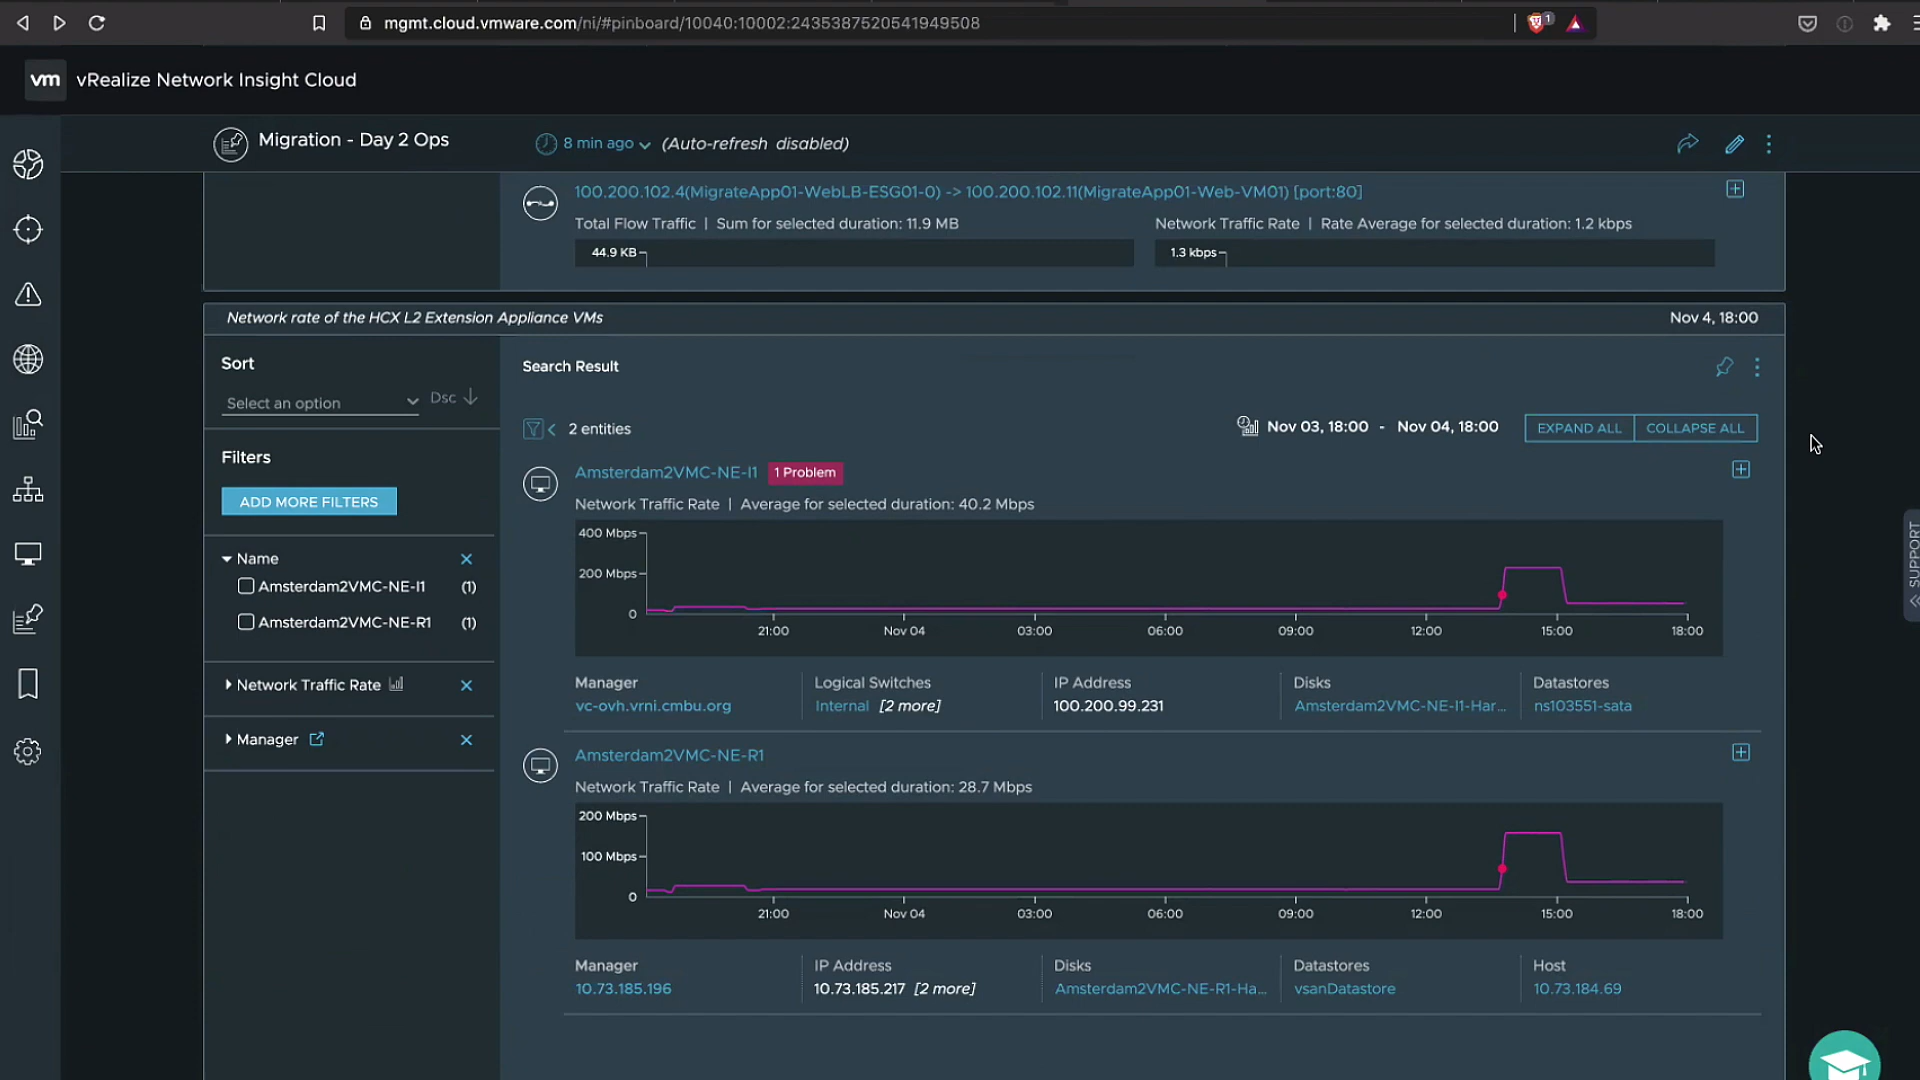 mgmt.cloud.vmware.com/ni/#pinboard/10040:10002:2435387520541949508
1
vm vRealize Network Insight Cloud
Migration - Day 2 Ops
8 min ago (Auto-refresh disabled)
100.200.102.4(MigrateApp01-WebLB-ESG01-0) -> 100.200.102.11(MigrateApp01-Web-VM01) [port:80]
Total Flow Traffic | Sum for selected duration: 11.9 MB
Network Traffic Rate | Rate Average for selected duration: 1.2 kbps
44.9 KB
1.3 kbps
Network rate of the HCX L2 Extension Appliance VMs
Nov 4, 18:00
Sort
Select an option
Dsc
Filters
ADD MORE FILTERS
Name
Amsterdam2VMC-NE-I1 (1)
Amsterdam2VMC-NE-R1 (1)
Network Traffic Rate
Manager
Search Result
2 entities
Nov 03, 18:00 - Nov 04, 18:00
EXPAND ALL
COLLAPSE ALL
Amsterdam2VMC-NE-I1 1 Problem
Network Traffic Rate | Average for selected duration: 40.2 Mbps
400 Mbps
200 Mbps
0
21:00 Nov 04 03:00 06:00 09:00 12:00 15:00 18:00
Manager Logical Switches IP Address Disks Datastores
vc-ovh.vrni.cmbu.org Internal [2 more] 100.200.99.231 Amsterdam2VMC-NE-I1-Har... ns103551-sata
Amsterdam2VMC-NE-R1
Network Traffic Rate | Average for selected duration: 28.7 Mbps
200 Mbps
100 Mbps
0
21:00 Nov 04 03:00 06:00 09:00 12:00 15:00 18:00
Manager IP Address Disks Datastores Host
10.73.185.196 10.73.185.217 [2 more] Amsterdam2VMC-NE-R1-Ha... vsanDatastore 10.73.184.69
SUPPORT